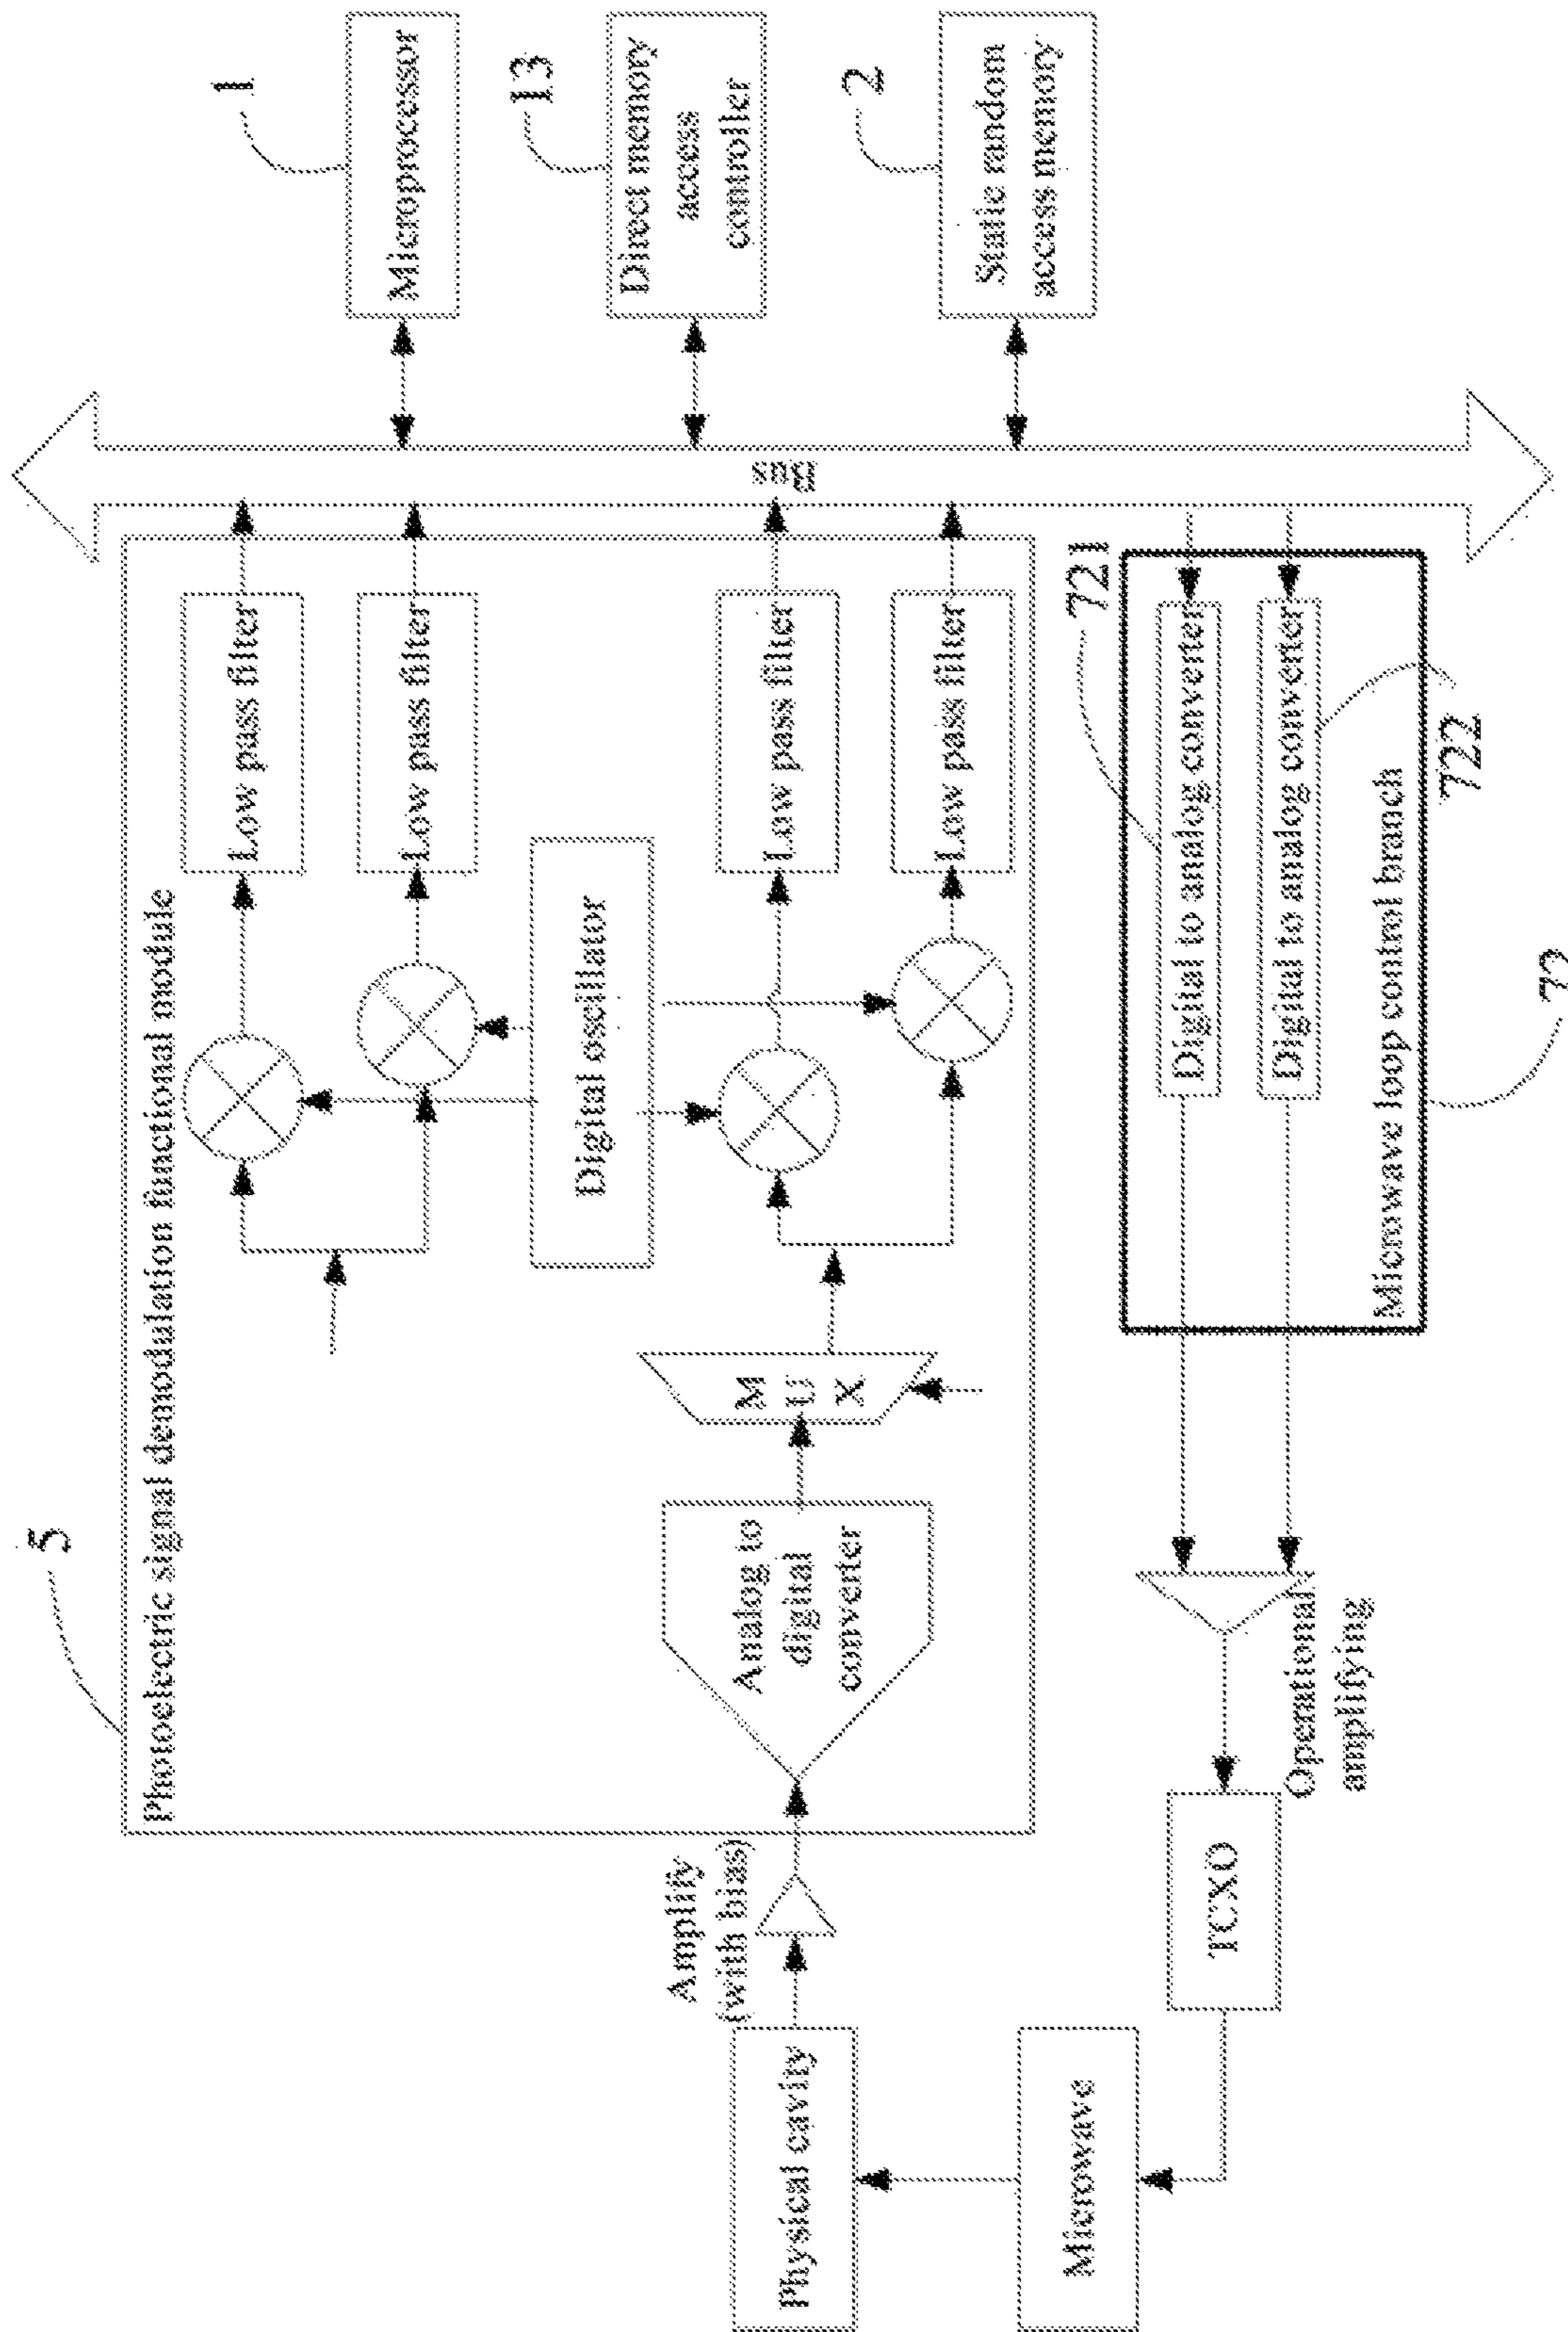 5
Photoelectric signal demodulation functional module
Low pass filter
Low pass filter
Digital oscillator
Low pass filter
Low pass filter
M
U
X
Analog to
digital
converter
Amplify
(with bias)
Physical cavity
Microwave
TCXO
Operational
amplifying
721
Digital to analog converter
Digital to analog converter
Microwave loop control branch
722
72
Bus
1
Microprocessor
13
Direct memory
access
controller
2
Static random
access memory